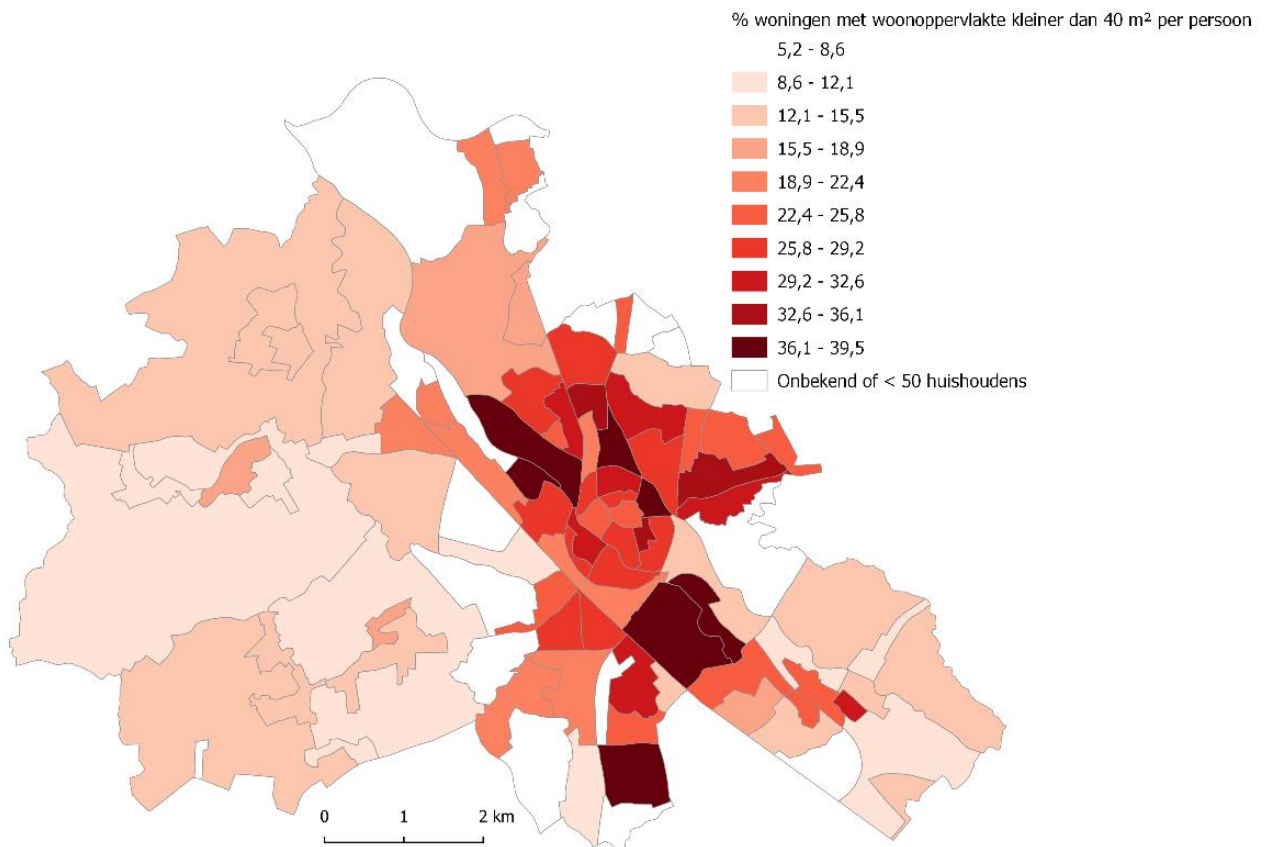 % woningen met woonoppervlakte kleiner dan 40 m² per persoon
5,2 - 8,6
8,6 - 12,1
12,1 - 15,5
15,5 - 18,9
18,9 - 22,4
22,4 - 25,8
25,8 - 29,2
29,2 - 32,6
32,6 - 36,1
36,1 - 39,5
Onbekend of < 50 huishoudens
0 1 2 km